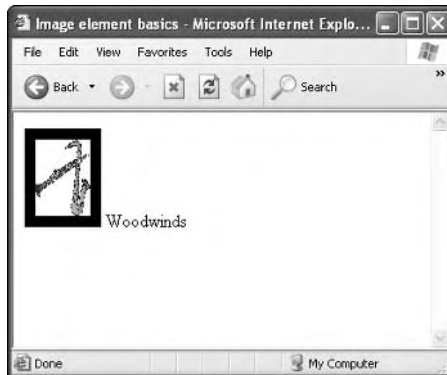 Image element basics - Microsoft Internet Explo...
File Edit View Favorites Tools Help
Back Search
Woodwinds
Done My Computer